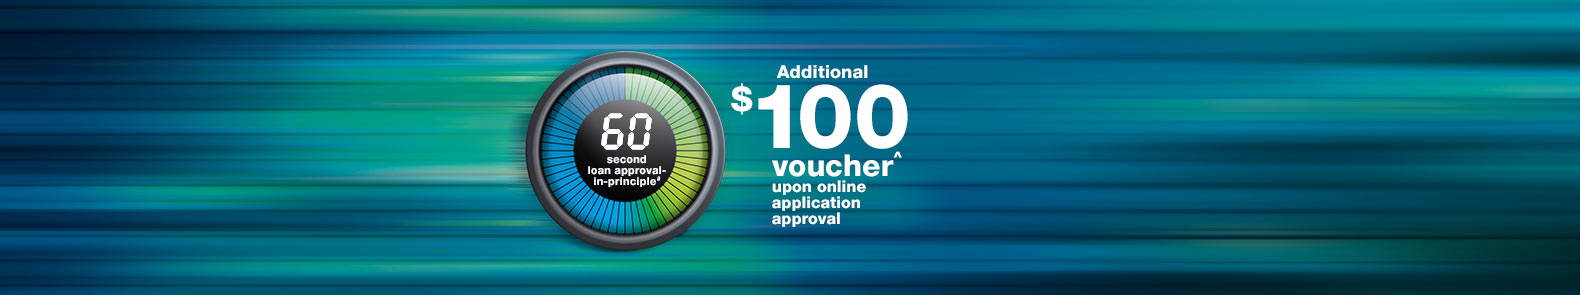 60
second
loan approval-
in-principle#
Additional
$100
voucher^
upon online
application
approval